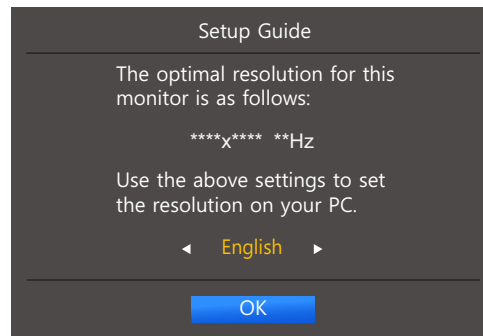 Setup Guide
The optimal resolution for this
monitor is as follows:
****x**** **Hz
Use the above settings to set
the resolution on your PC.
English
OK